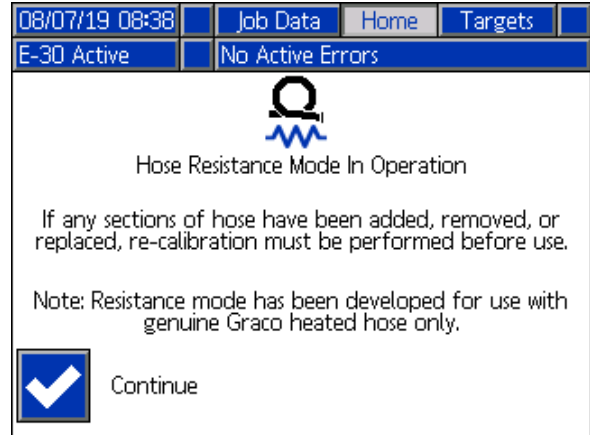 08/07/19 08:38 Job Data Home Targets
E-30 Active No Active Errors
Hose Resistance Mode In Operation
If any sections of hose have been added, removed, or
replaced, re-calibration must be performed before use.
Note: Resistance mode has been developed for use with
genuine Graco heated hose only.
Continue